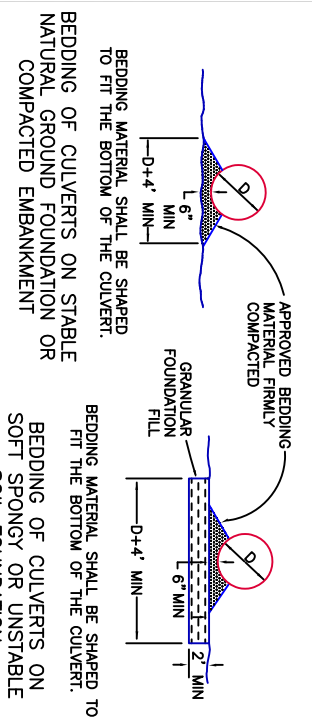 D
6"
MIN
D+4' MIN
BEDDING MATERIAL SHALL BE SHAPED
TO FIT THE BOTTOM OF THE CULVERT.
BEDDING OF CULVERTS ON STABLE
NATURAL GROUND FOUNDATION OR
COMPACTED EMBANKMENT
APPROVED BEDDING
MATERIAL FIRMLY
COMPACTED
D
6" MIN
GRANULAR
FOUNDATION
FILL
2' MIN
D+4' MIN
BEDDING MATERIAL SHALL BE SHAPED TO
FIT THE BOTTOM OF THE CULVERT.
BEDDING OF CULVERTS ON
SOFT SPONGY OR UNSTABLE